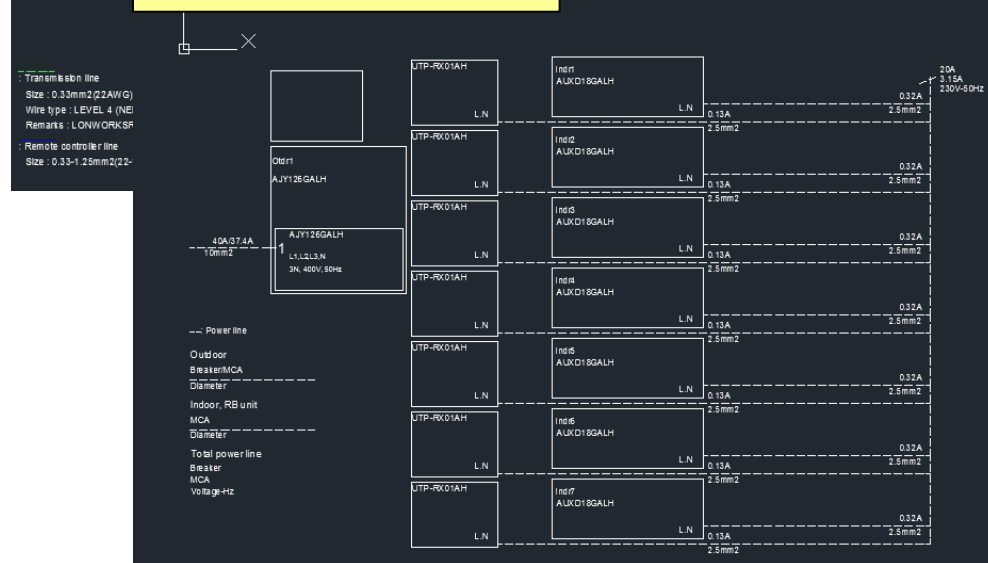 : Transmission line
Size : 0.33mm2(22AWG)
Wire type : LEVEL 4 (NE
Remarks : LONWORKSR
: Remote controller line
Size : 0.33-1.25mm2(22-
X
Otdr1
AJY126GALH
AJY126GALH
1
L1,L2,L3,N
3N, 400V, 50Hz
40A/37.4A
10mm2
---: Power line
Outdoor
Breaker/MCA
Diameter
Indoor, RB unit
MCA
Diameter
Total power line
Breaker
MCA
Voltage-Hz
UTP-RX01AH
L.N
Indr1
AUXD18GALH
L.N
0.13A
2.5mm2
0.32A
2.5mm2
20A
3.15A
230V-50Hz
UTP-RX01AH
L.N
Indr2
AUXD18GALH
L.N
0.13A
2.5mm2
0.32A
2.5mm2
UTP-RX01AH
L.N
Indr3
AUXD18GALH
L.N
0.13A
2.5mm2
0.32A
2.5mm2
UTP-RX01AH
L.N
Indr4
AUXD18GALH
L.N
0.13A
2.5mm2
0.32A
2.5mm2
UTP-RX01AH
L.N
Indr5
AUXD18GALH
L.N
0.13A
2.5mm2
0.32A
2.5mm2
UTP-RX01AH
L.N
Indr6
AUXD18GALH
L.N
0.13A
2.5mm2
0.32A
2.5mm2
UTP-RX01AH
L.N
Indr7
AUXD18GALH
L.N
0.13A
2.5mm2
0.32A
2.5mm2